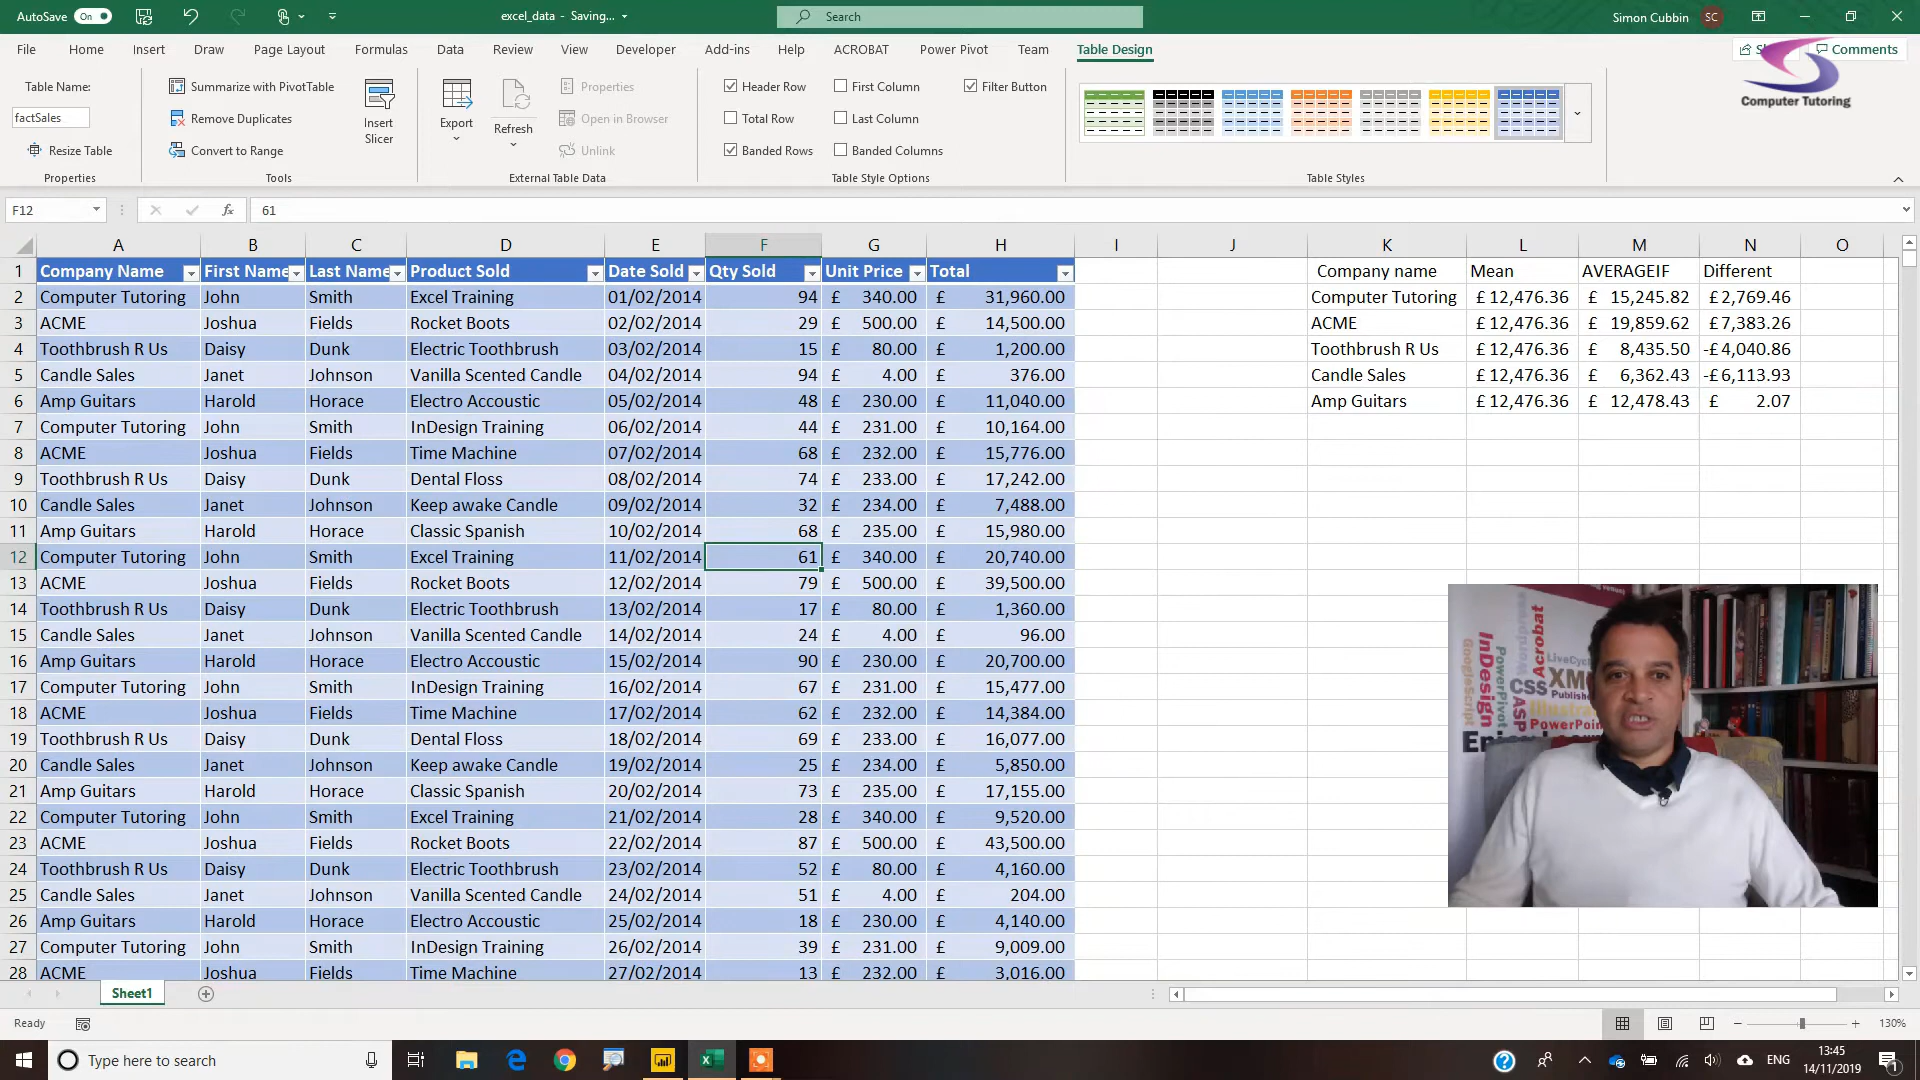 AutoSave On excel_data - Saving... Search Simon Cubbin SC
File Home Insert Draw Page Layout Formulas Data Review View Developer Add-ins Help ACROBAT Power Pivot Team Table Design Comments
Computer Tutoring
Table Name:
factSales
Resize Table
Properties
Summarize with PivotTable
Remove Duplicates
Convert to Range
Tools
Insert
Slicer
Export
Refresh
Properties
Open in Browser
Unlink
External Table Data
Header Row First Column Filter Button
Total Row Last Column
Banded Rows Banded Columns
Table Style Options
Table Styles
F12 fx 61
A B C D E F G H I J K L M N O
1 Company Name First Name Last Name Product Sold Date Sold Qty Sold Unit Price Total Company name Mean AVERAGEIF Different
2 Computer Tutoring John Smith Excel Training 01/02/2014 94 £ 340.00 £ 31,960.00 Computer Tutoring £ 12,476.36 £ 15,245.82 £ 2,769.46
3 ACME Joshua Fields Rocket Boots 02/02/2014 29 £ 500.00 £ 14,500.00 ACME £ 12,476.36 £ 19,859.62 £ 7,383.26
4 Toothbrush R Us Daisy Dunk Electric Toothbrush 03/02/2014 15 £ 80.00 £ 1,200.00 Toothbrush R Us £ 12,476.36 £ 8,435.50 -£ 4,040.86
5 Candle Sales Janet Johnson Vanilla Scented Candle 04/02/2014 94 £ 4.00 £ 376.00 Candle Sales £ 12,476.36 £ 6,362.43 -£ 6,113.93
6 Amp Guitars Harold Horace Electro Accoustic 05/02/2014 48 £ 230.00 £ 11,040.00 Amp Guitars £ 12,476.36 £ 12,478.43 £ 2.07
7 Computer Tutoring John Smith InDesign Training 06/02/2014 44 £ 231.00 £ 10,164.00
8 ACME Joshua Fields Time Machine 07/02/2014 68 £ 232.00 £ 15,776.00
9 Toothbrush R Us Daisy Dunk Dental Floss 08/02/2014 74 £ 233.00 £ 17,242.00
10 Candle Sales Janet Johnson Keep awake Candle 09/02/2014 32 £ 234.00 £ 7,488.00
11 Amp Guitars Harold Horace Classic Spanish 10/02/2014 68 £ 235.00 £ 15,980.00
12 Computer Tutoring John Smith Excel Training 11/02/2014 61 £ 340.00 £ 20,740.00
13 ACME Joshua Fields Rocket Boots 12/02/2014 79 £ 500.00 £ 39,500.00
14 Toothbrush R Us Daisy Dunk Electric Toothbrush 13/02/2014 17 £ 80.00 £ 1,360.00
15 Candle Sales Janet Johnson Vanilla Scented Candle 14/02/2014 24 £ 4.00 £ 96.00
16 Amp Guitars Harold Horace Electro Accoustic 15/02/2014 90 £ 230.00 £ 20,700.00
17 Computer Tutoring John Smith InDesign Training 16/02/2014 67 £ 231.00 £ 15,477.00
18 ACME Joshua Fields Time Machine 17/02/2014 62 £ 232.00 £ 14,384.00
19 Toothbrush R Us Daisy Dunk Dental Floss 18/02/2014 69 £ 233.00 £ 16,077.00
20 Candle Sales Janet Johnson Keep awake Candle 19/02/2014 25 £ 234.00 £ 5,850.00
21 Amp Guitars Harold Horace Classic Spanish 20/02/2014 73 £ 235.00 £ 17,155.00
22 Computer Tutoring John Smith Excel Training 21/02/2014 28 £ 340.00 £ 9,520.00
23 ACME Joshua Fields Rocket Boots 22/02/2014 87 £ 500.00 £ 43,500.00
24 Toothbrush R Us Daisy Dunk Electric Toothbrush 23/02/2014 52 £ 80.00 £ 4,160.00
25 Candle Sales Janet Johnson Vanilla Scented Candle 24/02/2014 51 £ 4.00 £ 204.00
26 Amp Guitars Harold Horace Electro Accoustic 25/02/2014 18 £ 230.00 £ 4,140.00
27 Computer Tutoring John Smith InDesign Training 26/02/2014 39 £ 231.00 £ 9,009.00
28 ACME Joshua Fields Time Machine 27/02/2014 13 £ 232.00 £ 3,016.00
InDesign
GoogleScript
PowerPivot
Acrobat
CSS
ASP
PowerPoin
Sheet1
Ready 130%
Type here to search ENG 13:45
14/11/2019 1